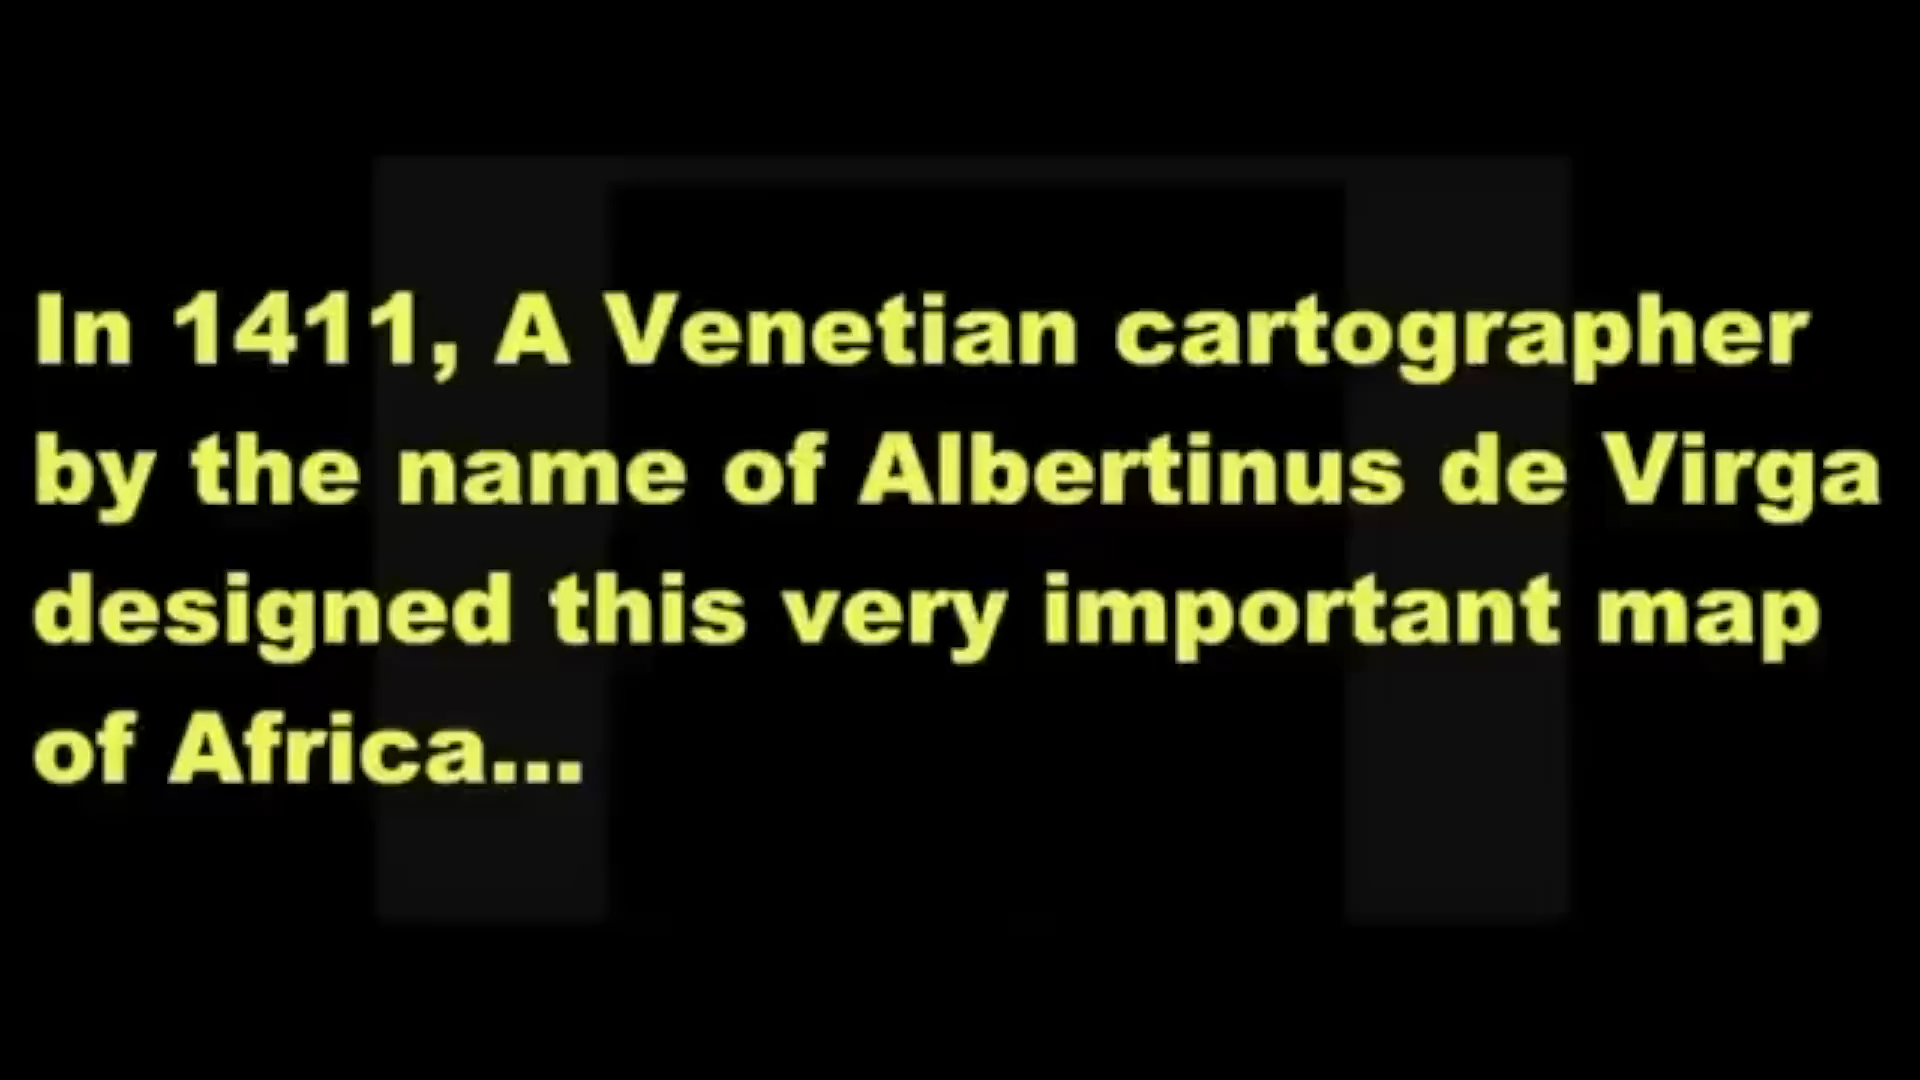 In 1411, A Venetian cartographer
by the name of Albertinus de Virga
designed this very important map
of Africa...